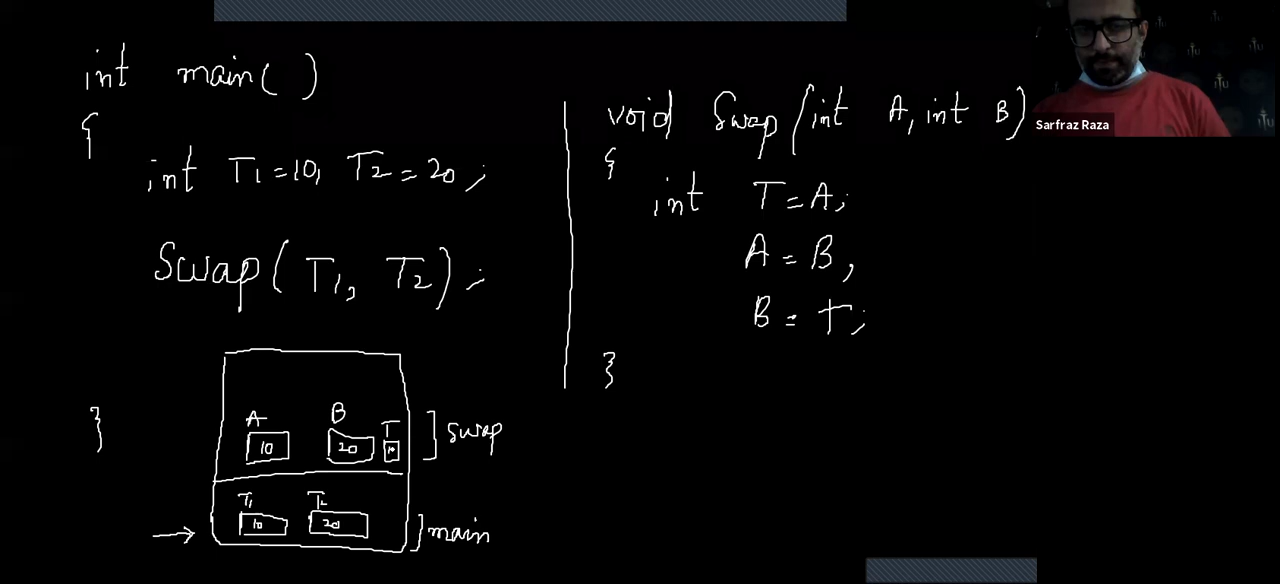 int main( )
{
int T1=10, T2=20;
Swap( T1, T2);
}
void Swap(int A, int B)
{
int T=A;
A=B,
B=T;
}
A B T
10 20 10
] swap
T1 T2
10 20
→ ] main
Sarfraz Raza
ITU